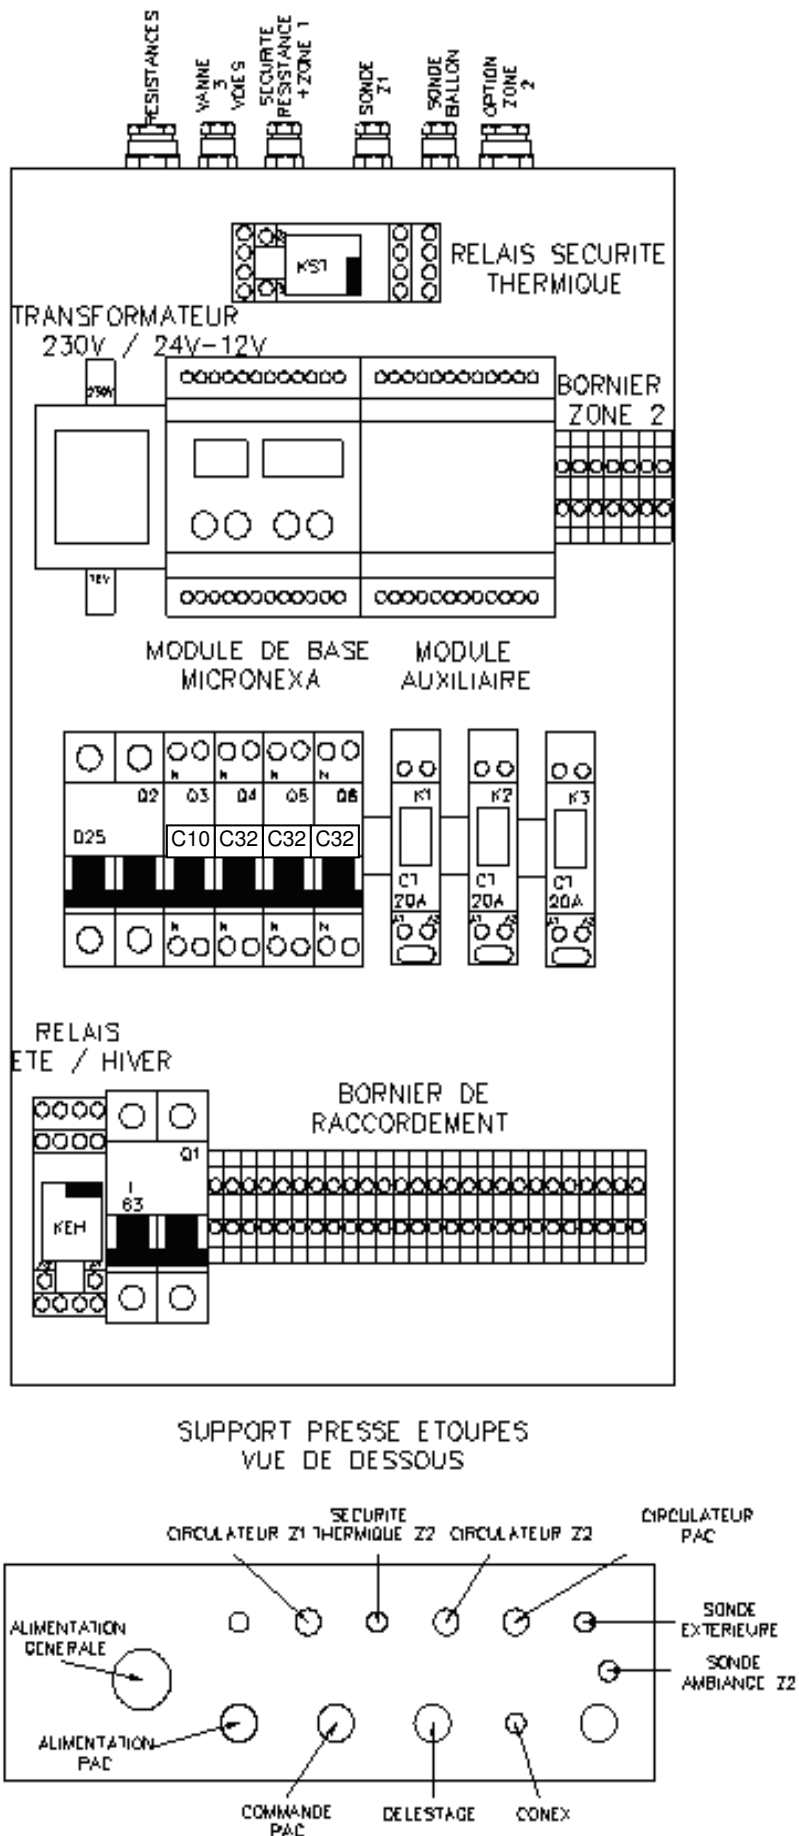 RESISTANCES
VANNE
3
VOIES
SECURITE
RESISTANCE
+ZONE 1
SONDE
Z1
SONDE
BALLON
OPTION
ZONE
2
KS1
RELAIS SECURITE
THERMIQUE
TRANSFORMATEUR
230V / 24V-12V
230V
BORNIER
ZONE 2
12V
MODULE DE BASE
MICRONEXA
MODULE
AUXILIAIRE
N N N N
Q2 Q3 Q4 Q5 Q6
D25
C10 C32 C32 C32
N N N N
K1 K2 K3
CT CT CT
20A 20A 20A
RELAIS
ETE / HIVER
BORNIER DE
RACCORDEMENT
Q1
I
63
KEH
SUPPORT PRESSE ETOUPES
VUE DE DESSOUS
CIRCULATEUR Z1
SECURITE
THERMIQUE Z2
CIRCULATEUR Z2
CIRCULATEUR
PAC
ALIMENTATION
GENERALE
SONDE
EXTERIEURE
SONDE
AMBIANCE Z2
ALIMENTATION
PAC
COMMANDE
PAC
DELESTAGE
CONEX